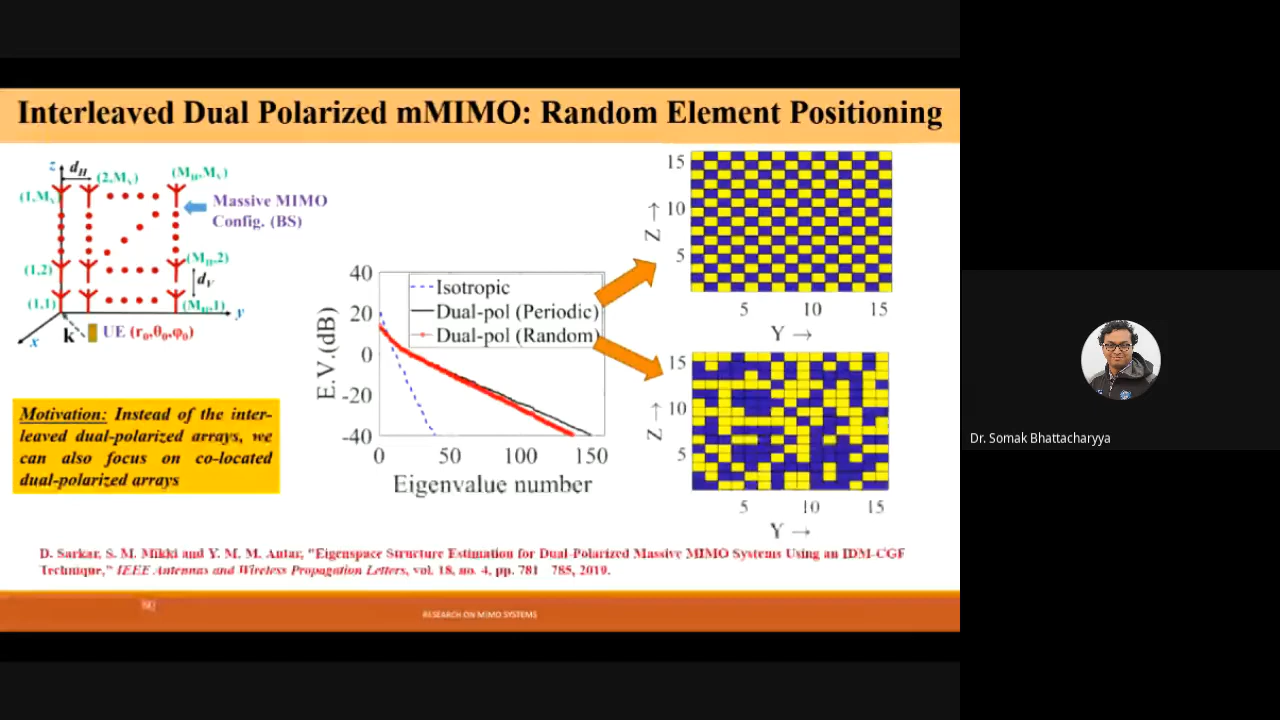 Interleaved Dual Polarized mMIMO: Random Element Positioning
z
d_H
(1,M_V)
(2,M_V)
(M_H,M_V)
Massive MIMO
Config. (BS)
(1,2)
(M_H,2)
d_V
(1,1)
(M_H,1)
y
x
k
UE (r₀,θ₀,φ₀)
Motivation: Instead of the inter-
leaved dual-polarized arrays, we
can also focus on co-located
dual-polarized arrays
E.V.(dB)
40
20
0
-20
-40
Isotropic
Dual-pol (Periodic)
Dual-pol (Random)
0 50 100 150
Eigenvalue number
Z →
15
10
5
5 10 15
Y →
Z →
15
10
5
5 10 15
Y →
D. Sarkar, S. M. Mikki and Y. M. M. Antar, "Eigenspace Structure Estimation for Dual-Polarized Massive MIMO Systems Using an IDM-CGF
Technique," IEEE Antennas and Wireless Propagation Letters, vol. 18, no. 4, pp. 781 785, 2019.
RESEARCH ON MIMO SYSTEMS
Dr. Somak Bhattacharyya